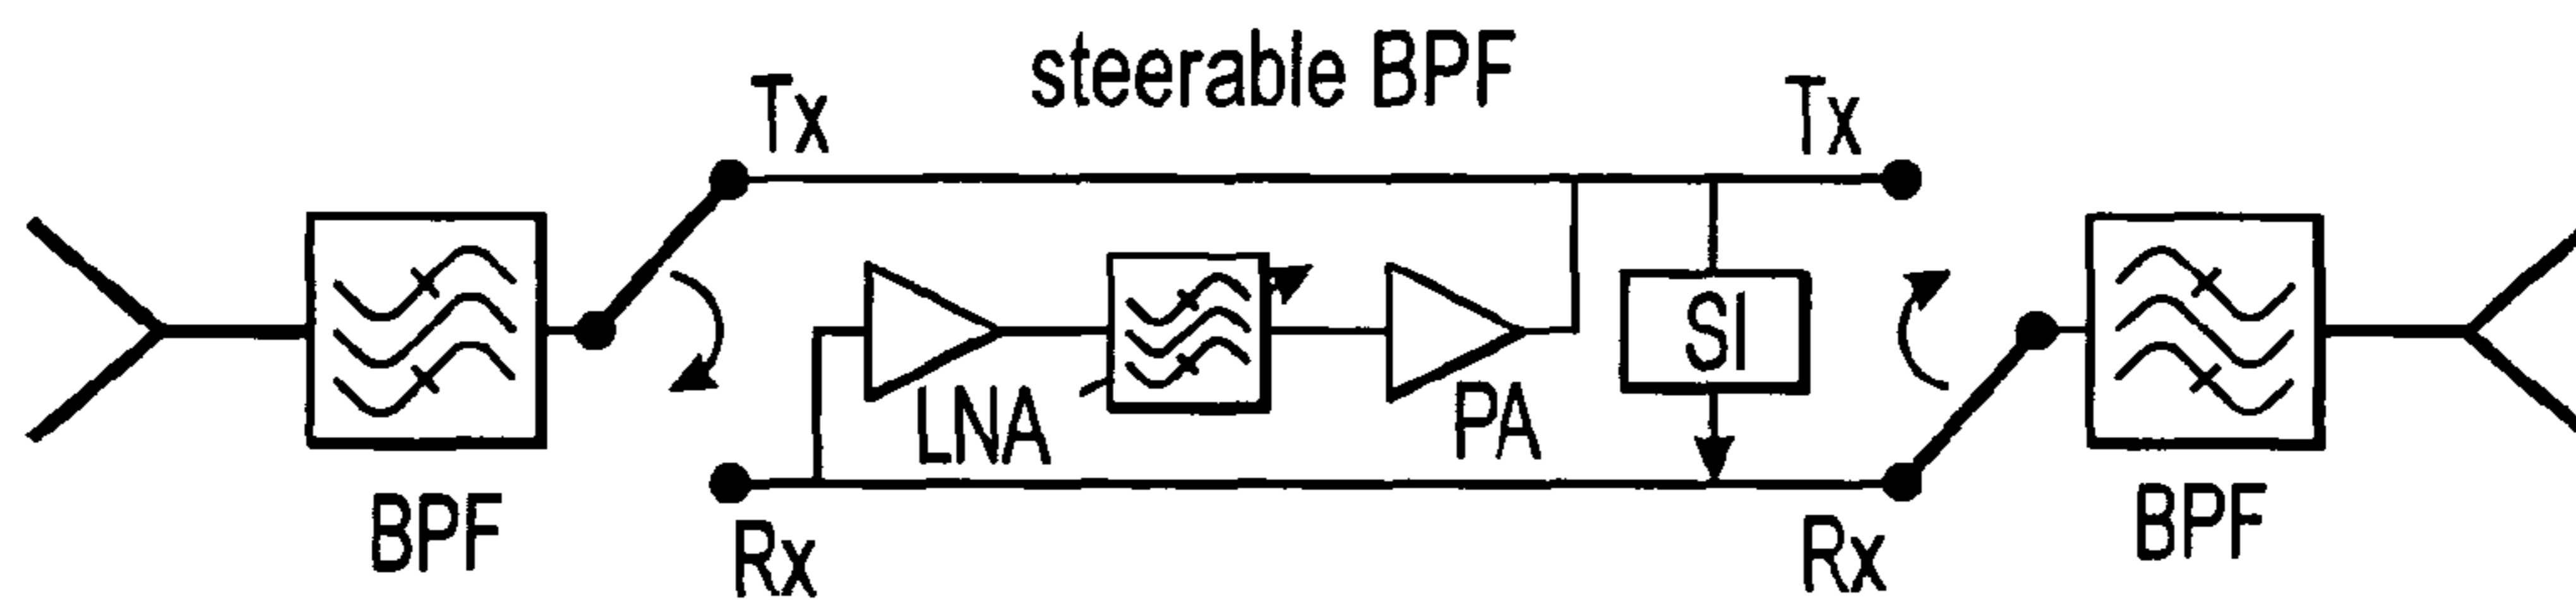 steerable BPF
Tx
Tx
SI
LNA
PA
BPF
Rx
Rx
BPF